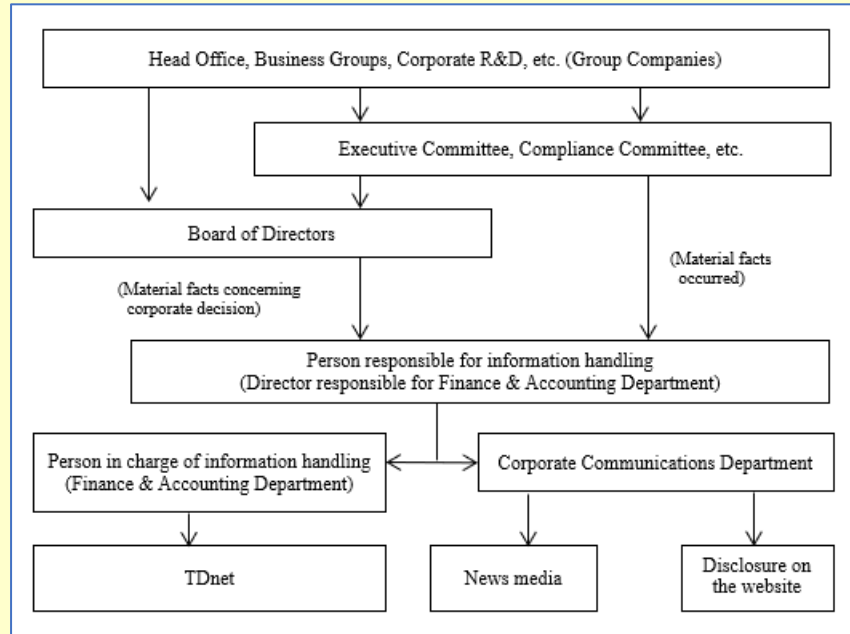 Head Office, Business Groups, Corporate R&D, etc. (Group Companies)
Executive Committee, Compliance Committee, etc.
Board of Directors
(Material facts concerning
corporate decision)
(Material facts
occurred)
Person responsible for information handling
(Director responsible for Finance & Accounting Department)
Person in charge of information handling
(Finance & Accounting Department)
Corporate Communications Department
TDnet
News media
Disclosure on
the website